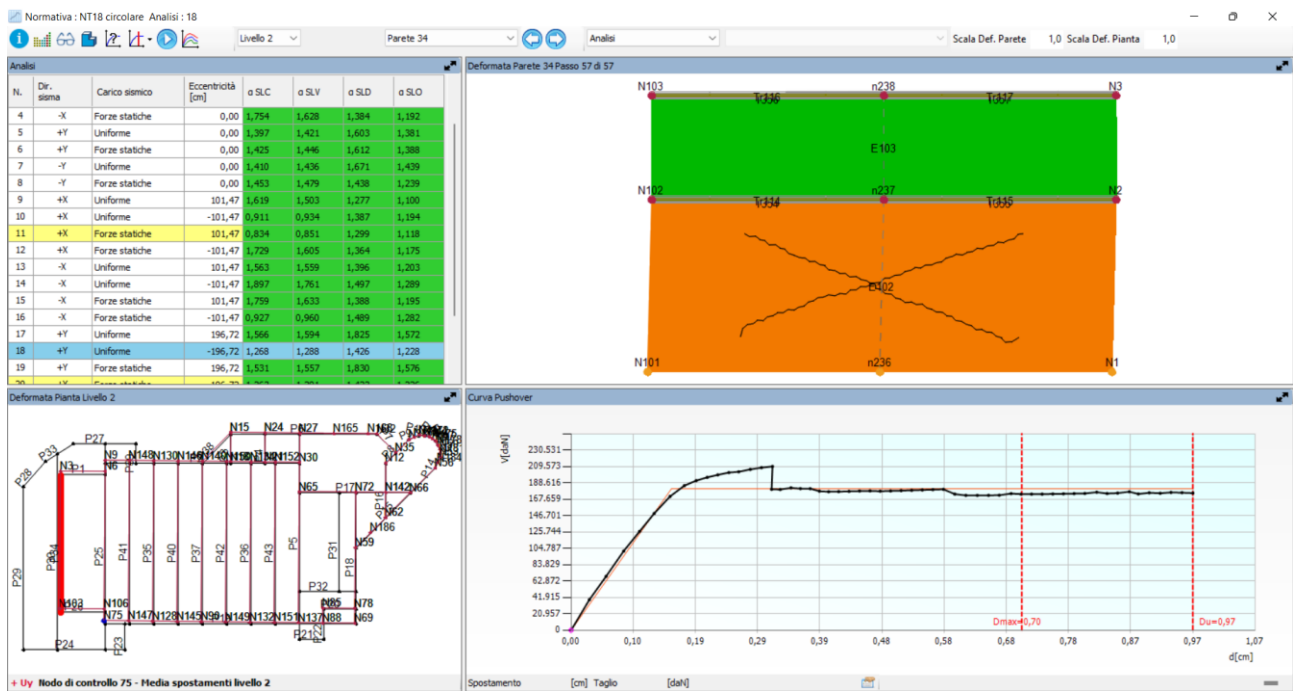 Normativa : NT18 circolare Analisi : 18
Livello 2 Parete 34 Analisi Scala Def. Parete 1,0 Scala Def. Pianta 1,0
Analisi
N. Dir. sisma Carico sismico Eccentricità [cm] α SLC α SLV α SLD α SLO
4 -X Forze statiche 0,00 1,754 1,628 1,384 1,192
5 +Y Uniforme 0,00 1,397 1,421 1,603 1,381
6 +Y Forze statiche 0,00 1,425 1,446 1,612 1,388
7 -Y Uniforme 0,00 1,410 1,436 1,671 1,439
8 -Y Forze statiche 0,00 1,453 1,479 1,438 1,239
9 +X Uniforme 101,47 1,619 1,503 1,277 1,100
10 +X Uniforme -101,47 0,911 0,934 1,387 1,194
11 +X Forze statiche 101,47 0,834 0,851 1,299 1,118
12 +X Forze statiche -101,47 1,729 1,605 1,364 1,175
13 -X Uniforme 101,47 1,563 1,559 1,396 1,203
14 -X Uniforme -101,47 1,897 1,761 1,497 1,289
15 -X Forze statiche 101,47 1,759 1,633 1,388 1,195
16 -X Forze statiche -101,47 0,927 0,960 1,489 1,282
17 +Y Uniforme 196,72 1,566 1,594 1,825 1,572
18 +Y Uniforme -196,72 1,268 1,288 1,426 1,228
19 +Y Forze statiche 196,72 1,531 1,557 1,830 1,576
Deformata Parete 34 Passo 57 di 57
N103 n238 N3
E103
N102 n237 N2
E102
N101 n236 N1
Deformata Pianta Livello 2
P27 N15 N24 N27 N165
P33 N9 N35
P28 N3 P1 N6 N148 N130 N152 N30 N12 P14
N65 P17 N72 N142 N66
P16 N62
N186
P25 P41 P35 P40 P37 P42 P36 P43 P5 P31 N59
P29 P18
P32
N106 N78
N75 N147 N128 N145 N149 N132 N151 N137 N88 N69
P24 P23 P21 P22
+ Uy Nodo di controllo 75 - Media spostamenti livello 2
Curva Pushover
V[daN]
230.531
209.573
188.616
167.659
146.701
125.744
104.787
83.829
62.872
41.915
20.957
0
Dmax=0,70 Du=0,97
0,00 0,10 0,19 0,29 0,39 0,48 0,58 0,68 0,78 0,87 0,97 1,07
d[cm]
Spostamento [cm] Taglio [daN]